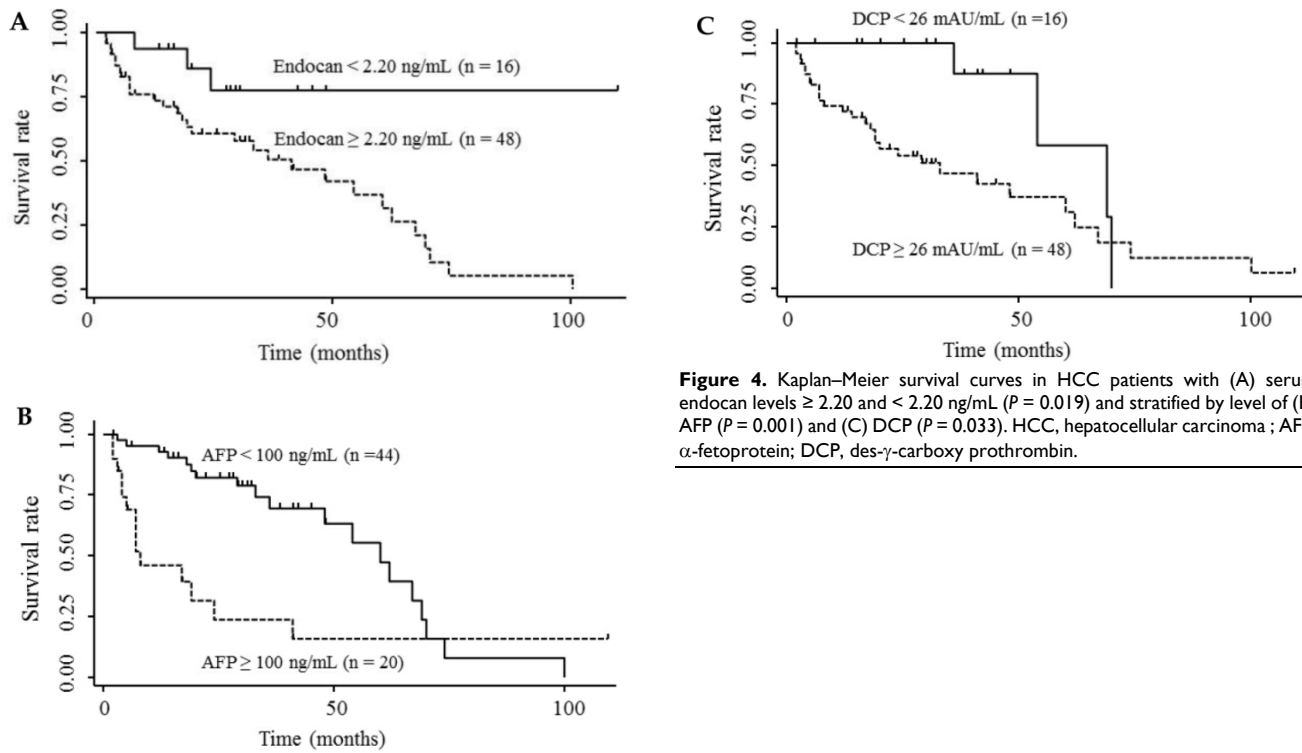 A
Survival rate
0.00 0.25 0.50 0.75 1.00
Endocan < 2.20 ng/mL (n = 16)
Endocan ≥ 2.20 ng/mL (n = 48)
0 50 100
Time (months)
B
Survival rate
0.00 0.25 0.50 0.75 1.00
AFP < 100 ng/mL (n =44)
AFP ≥ 100 ng/mL (n = 20)
0 50 100
Time (months)
C
DCP < 26 mAU/mL (n =16)
Survival rate
0.00 0.25 0.50 0.75 1.00
DCP ≥ 26 mAU/mL (n = 48)
0 50 100
Time (months)
Figure 4. Kaplan–Meier survival curves in HCC patients with (A) seru
endocan levels ≥ 2.20 and < 2.20 ng/mL (P = 0.019) and stratified by level of (
AFP (P = 0.001) and (C) DCP (P = 0.033). HCC, hepatocellular carcinoma ; AF
α-fetoprotein; DCP, des-γ-carboxy prothrombin.